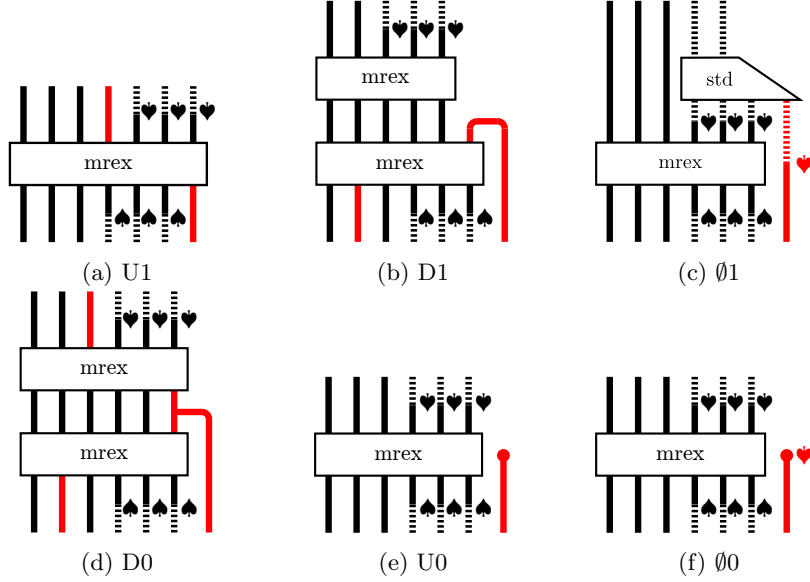 mrex
(a) U1
mrex
mrex
(b) D1
std
mrex
(c) ∅1
mrex
mrex
(d) D0
mrex
(e) U0
mrex
(f) ∅0